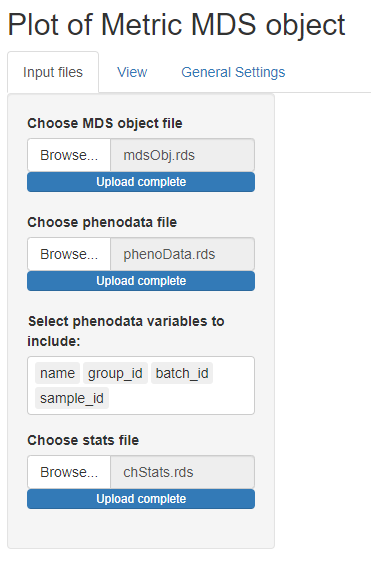 Plot of Metric MDS object
Input files View General Settings
Choose MDS object file
Browse... mdsObj.rds
Upload complete
Choose phenodata file
Browse... phenoData.rds
Upload complete
Select phenodata variables to
include:
name group_id batch_id
sample_id
Choose stats file
Browse... chStats.rds
Upload complete